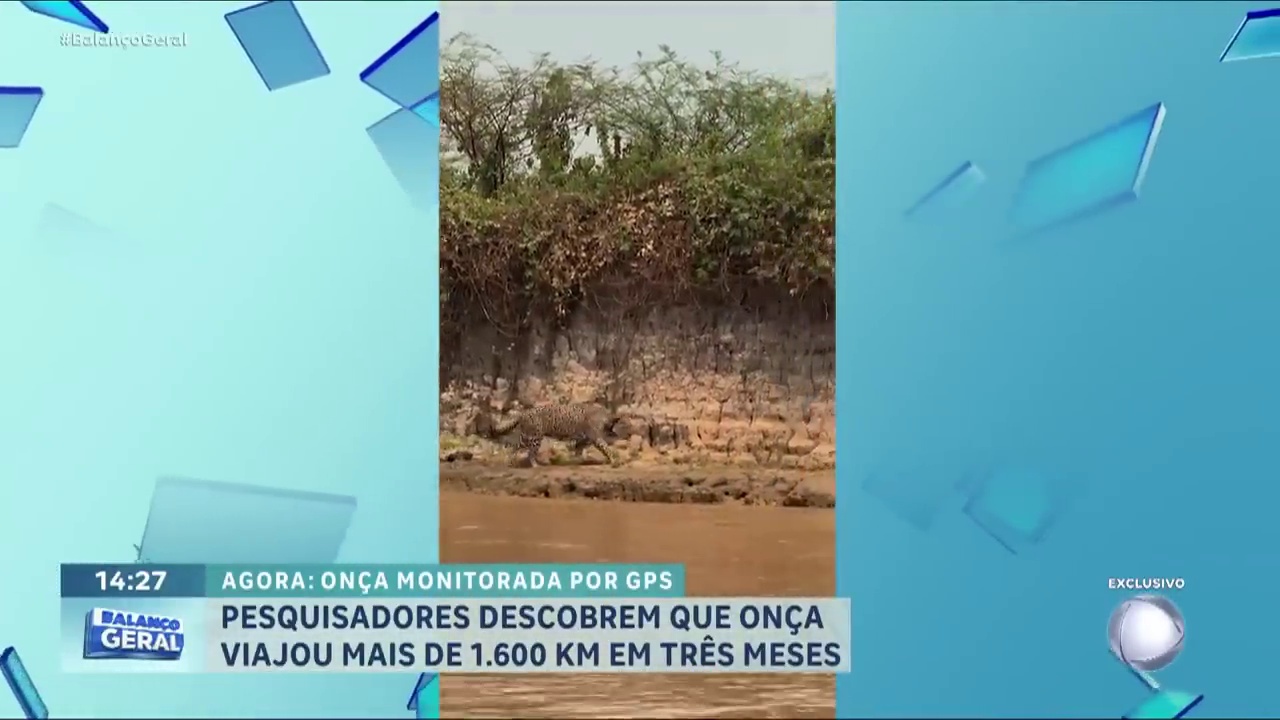 #BalançoGeral
EXCLUSIVO
14:27
AGORA: ONÇA MONITORADA POR GPS
BALANÇO
GERAL
PESQUISADORES DESCOBREM QUE ONÇA
VIAJOU MAIS DE 1.600 KM EM TRÊS MESES